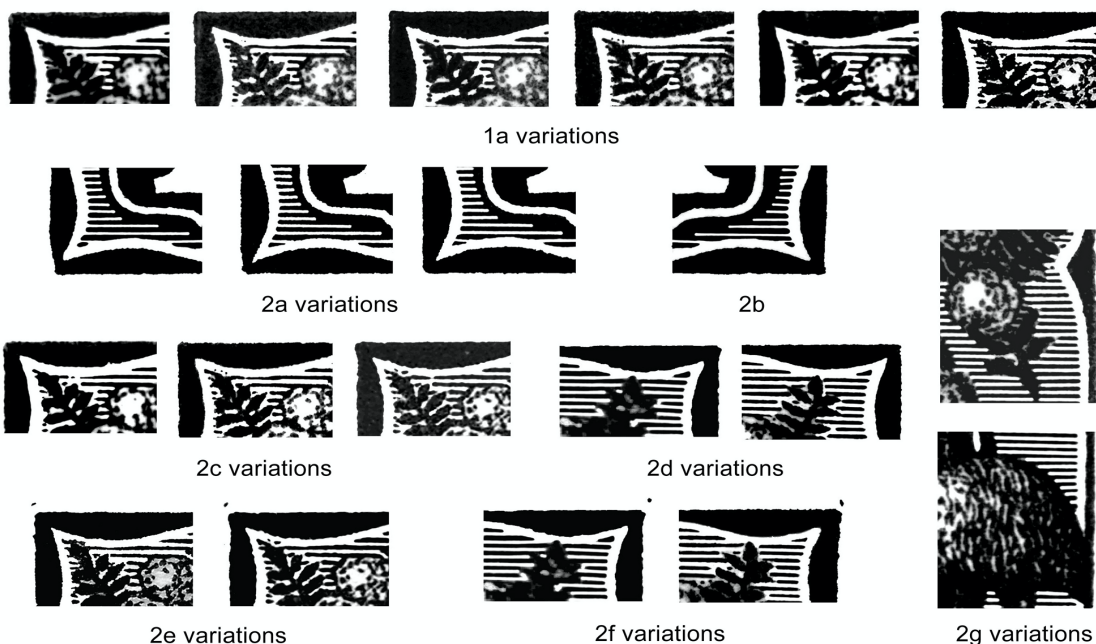 1a variations
2a variations
2b
2c variations
2d variations
2e variations
2f variations
2g variations